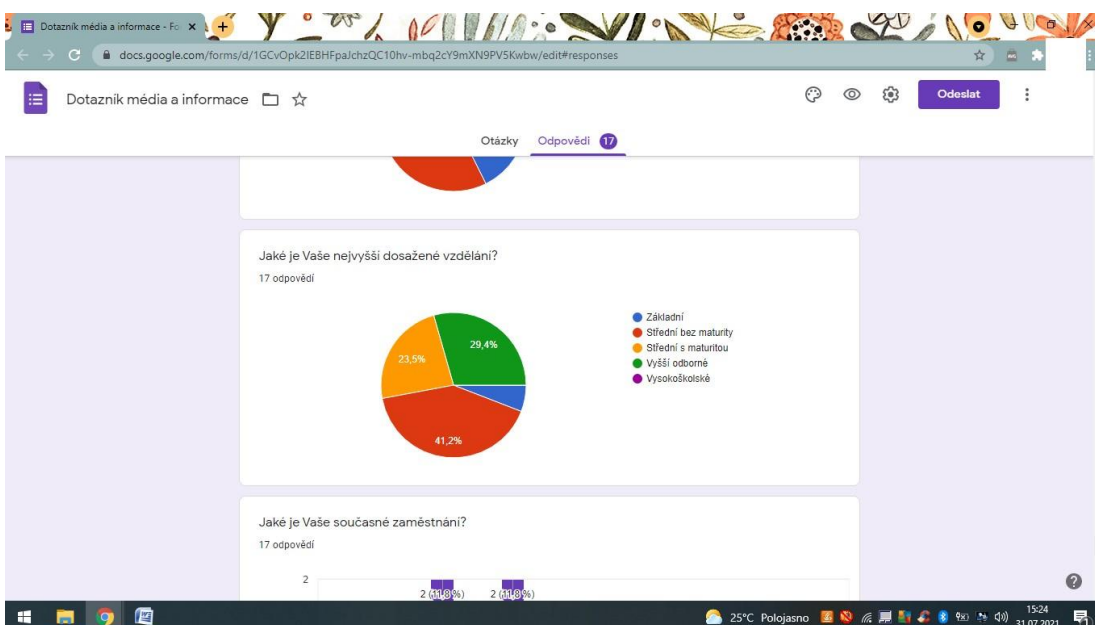 Dotazník média a informace - Fo
docs.google.com/forms/d/1GCvOpk2IEBHFpaJchzQC10hv-mbq2cY9mXN9PV5Kwbw/edit#responses
Dotazník média a informace
Odeslat
Otázky Odpovědi 17
Jaké je Vaše nejvyšší dosažené vzdělání?
17 odpovědí
29,4%
23,5%
41,2%
Základní
Střední bez maturity
Střední s maturitou
Vyšší odborné
Vysokoškolské
Jaké je Vaše současné zaměstnání?
17 odpovědí
2
2 (11,8 %) 2 (11,8 %)
25°C Polojasno
15:24
31.07.2021